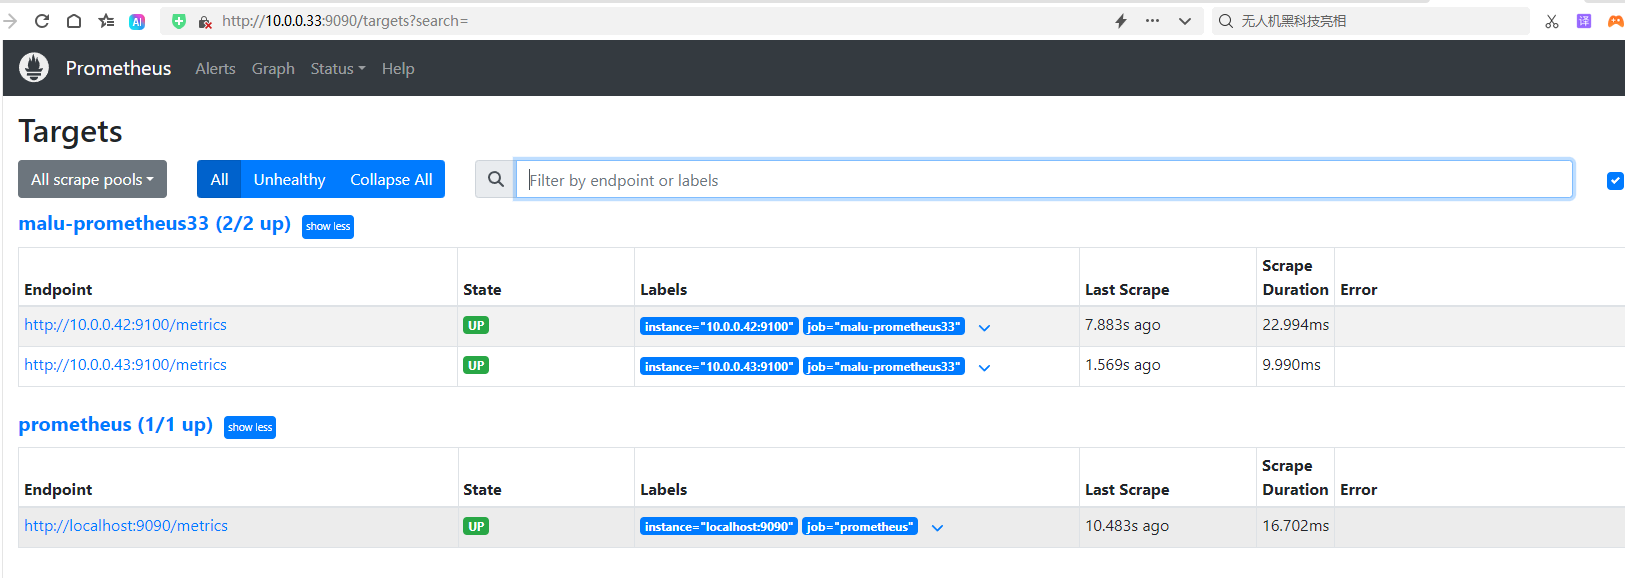 AI http://10.0.0.33:9090/targets?search= 无人机黑科技亮相 译
Prometheus Alerts Graph Status Help
Targets
All scrape pools All Unhealthy Collapse All Filter by endpoint or labels
malu-prometheus33 (2/2 up) show less
Endpoint State Labels Last Scrape Scrape Duration Error
http://10.0.0.42:9100/metrics UP instance="10.0.0.42:9100" job="malu-prometheus33" 7.883s ago 22.994ms
http://10.0.0.43:9100/metrics UP instance="10.0.0.43:9100" job="malu-prometheus33" 1.569s ago 9.990ms
prometheus (1/1 up) show less
Endpoint State Labels Last Scrape Scrape Duration Error
http://localhost:9090/metrics UP instance="localhost:9090" job="prometheus" 10.483s ago 16.702ms